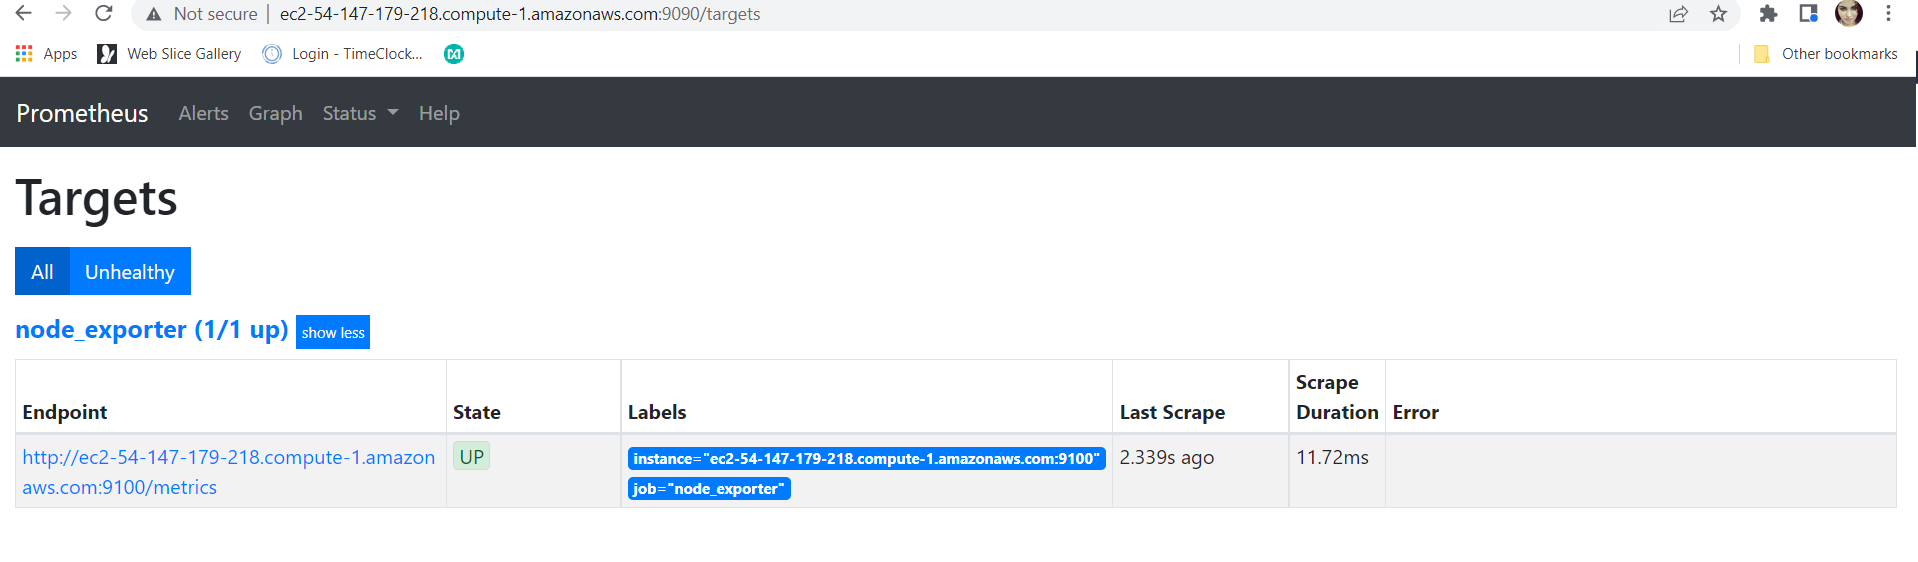 Not secure | ec2-54-147-179-218.compute-1.amazonaws.com:9090/targets
Apps Web Slice Gallery Login - TimeClock... Other bookmarks
Prometheus Alerts Graph Status Help
Targets
All Unhealthy
node_exporter (1/1 up) show less
Scrape
Endpoint State Labels Last Scrape Duration Error
http://ec2-54-147-179-218.compute-1.amazon UP instance="ec2-54-147-179-218.compute-1.amazonaws.com:9100" 2.339s ago 11.72ms
aws.com:9100/metrics job="node_exporter"